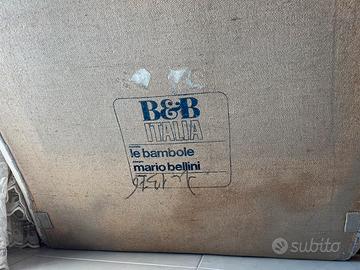 B&B
ITALIA
le bambole
mario bellini
subito